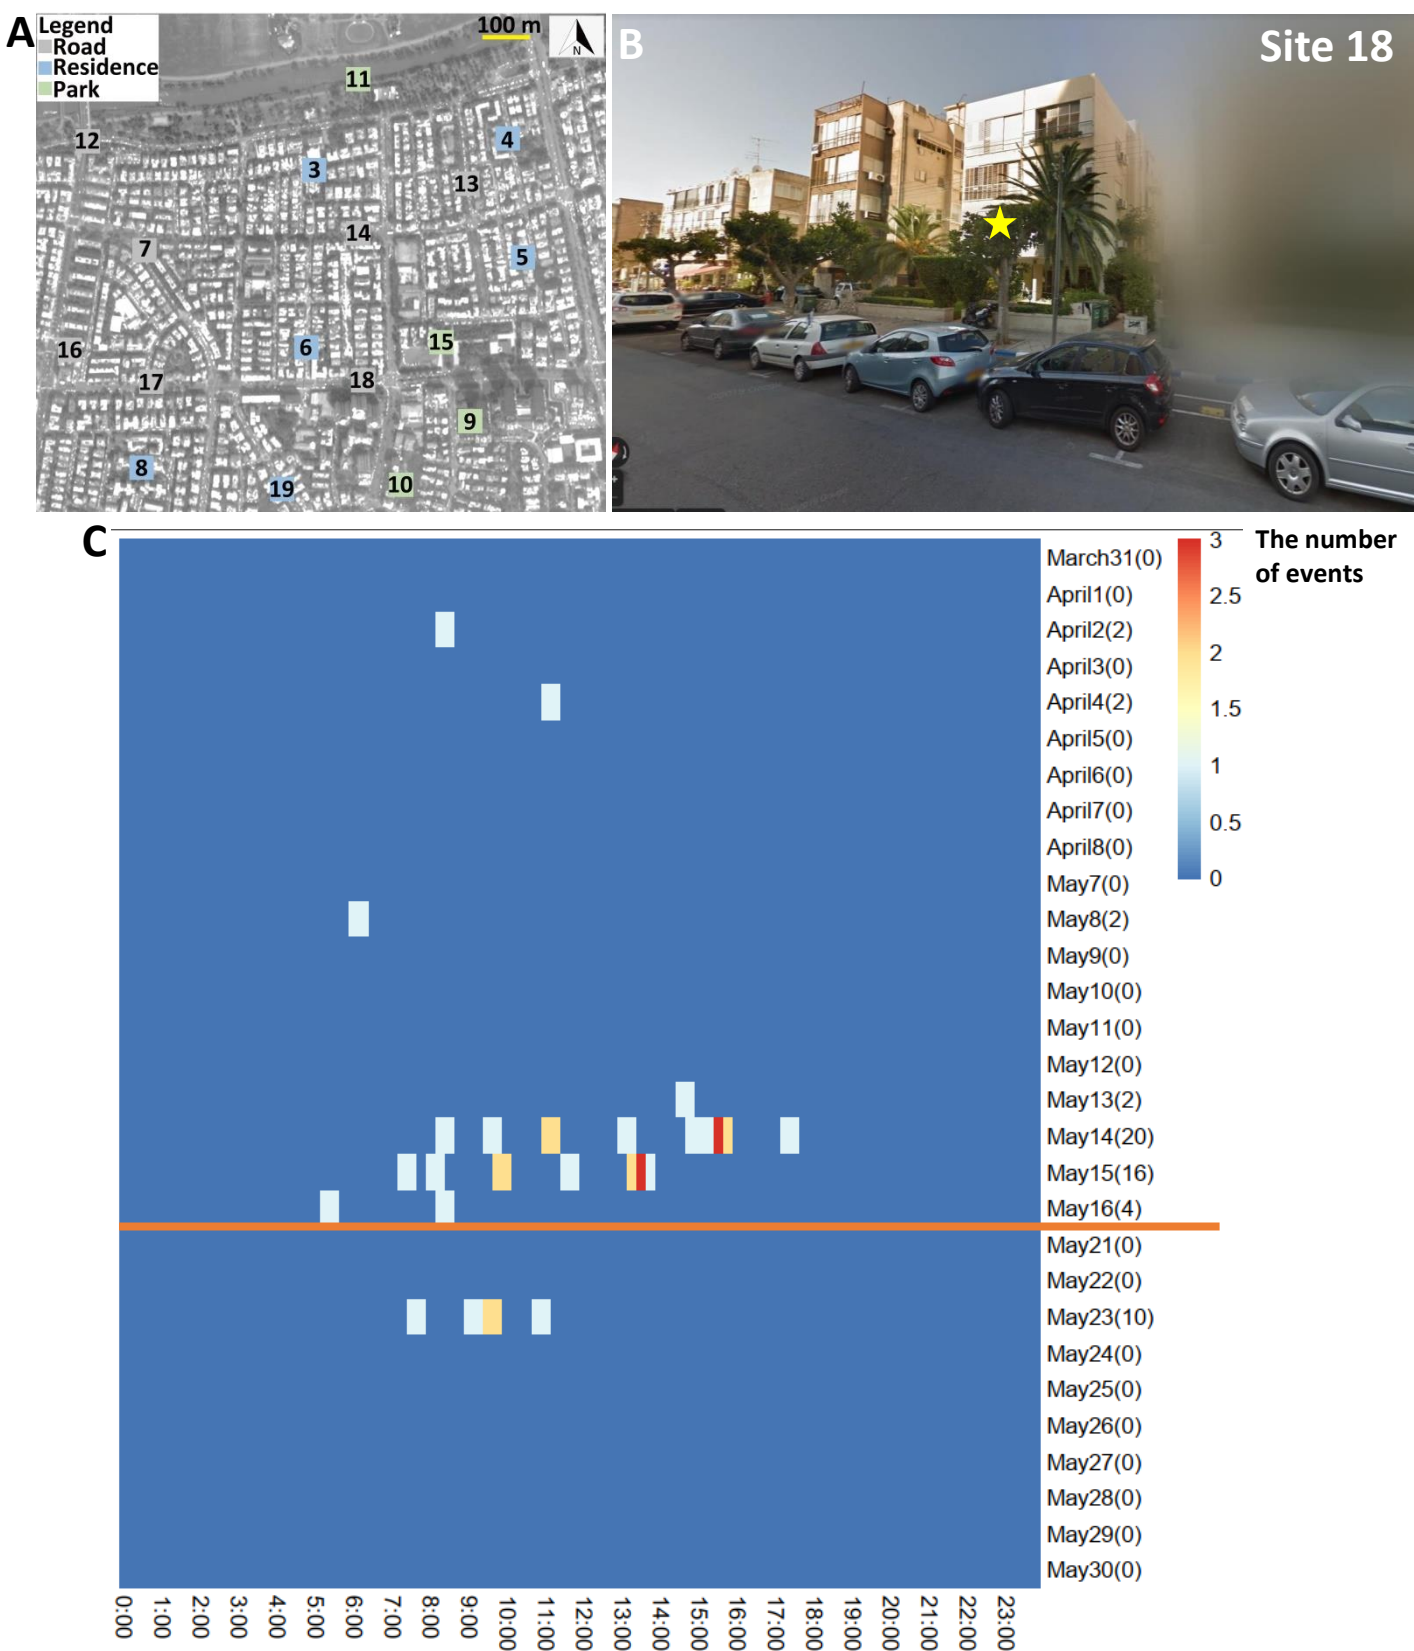 A
Legend
Road
Residence
Park
100 m
N
11
12
4
3
13
14
7
5
6
15
16
17
18
9
8
19
10
B
Site 18
C
The number
of events
3
2.5
2
1.5
1
0.5
0
March31(0)
April1(0)
April2(2)
April3(0)
April4(2)
April5(0)
April6(0)
April7(0)
April8(0)
May7(0)
May8(2)
May9(0)
May10(0)
May11(0)
May12(0)
May13(2)
May14(20)
May15(16)
May16(4)
May21(0)
May22(0)
May23(10)
May24(0)
May25(0)
May26(0)
May27(0)
May28(0)
May29(0)
May30(0)
0:00 1:00 2:00 3:00 4:00 5:00 6:00 7:00 8:00 9:00 10:00 11:00 12:00 13:00 14:00 15:00 16:00 17:00 18:00 19:00 20:00 21:00 22:00 23:00